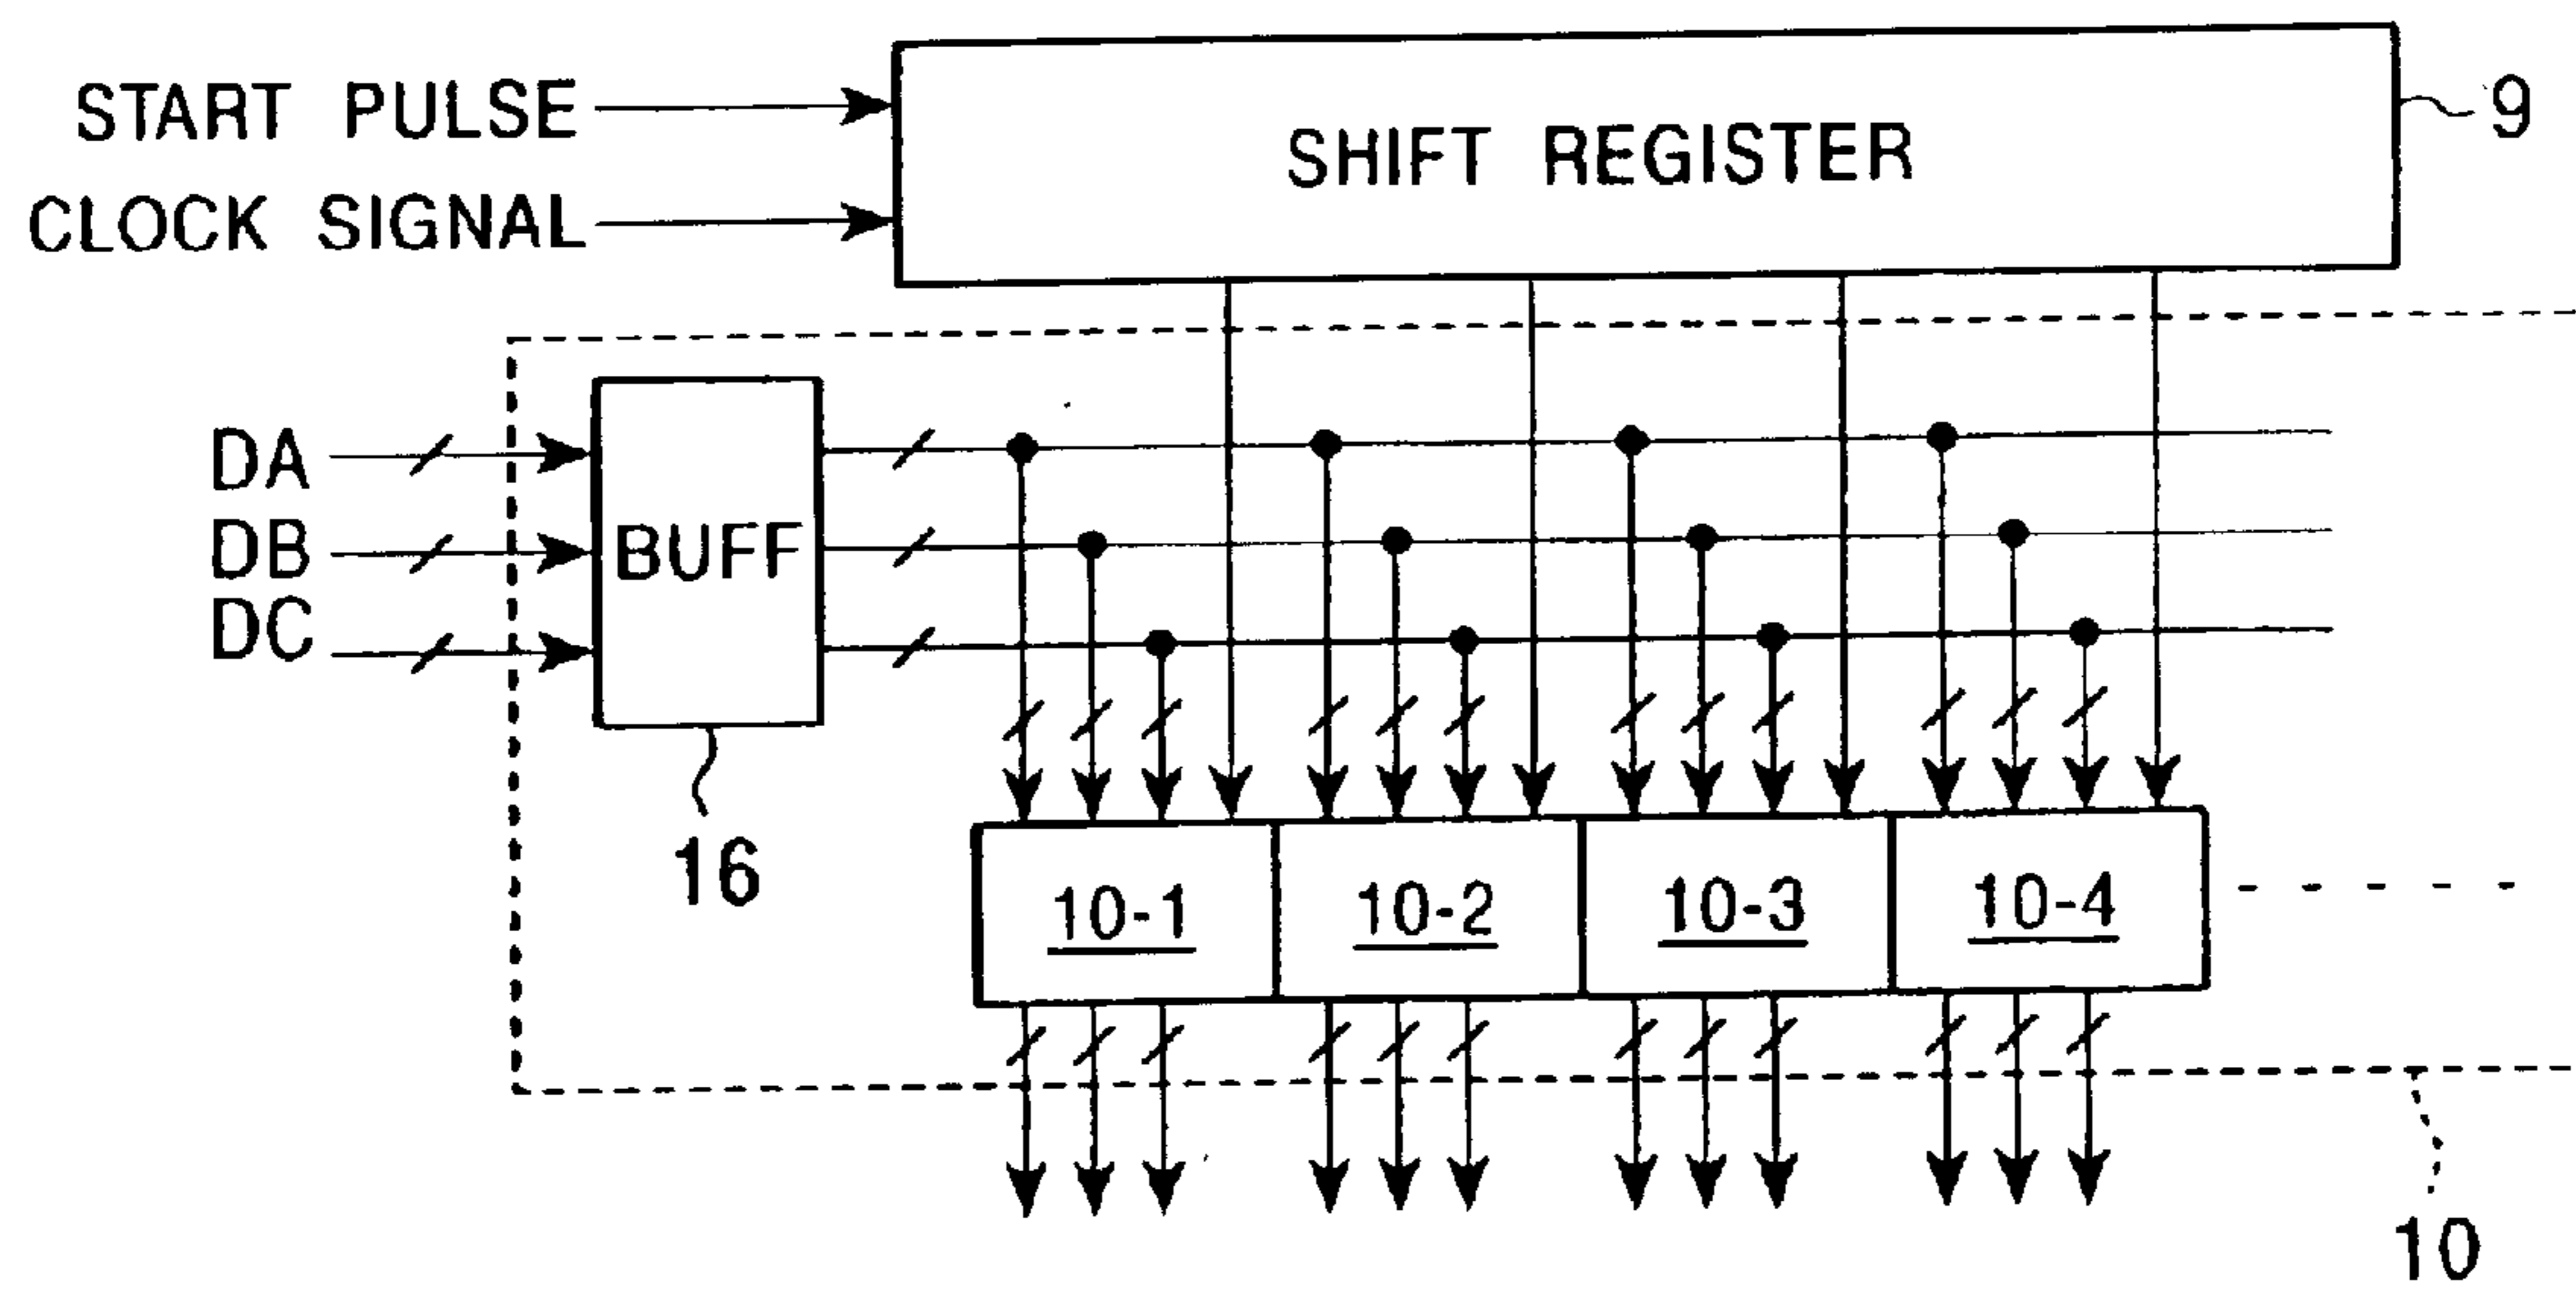 START PULSE
CLOCK SIGNAL
SHIFT REGISTER
9
DA
DB
DC
BUFF
16
10-1
10-2
10-3
10-4
10